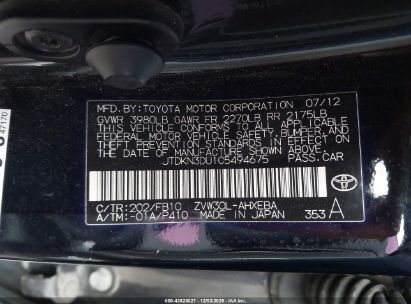 47170
MFD. BY: TOYOTA MOTOR CORPORATION 07/12
GVWR 3980LB GAWR FR 2270LB RR 2175LB
THIS VEHICLE CONFORMS TO ALL APPLICABLE
FEDERAL MOTOR VEHICLE SAFETY, BUMPER, AND
THEFT PREVENTION STANDARDS IN EFFECT ON
THE DATE OF MANUFACTURE SHOWN ABOVE.
JTDKN3DU1C5494675 PASS.CAR
C/TR:202/FB10 ZVW30L-AHXEBA
A/TM:-01A/P410 MADE IN JAPAN 353 A
TOYOTA